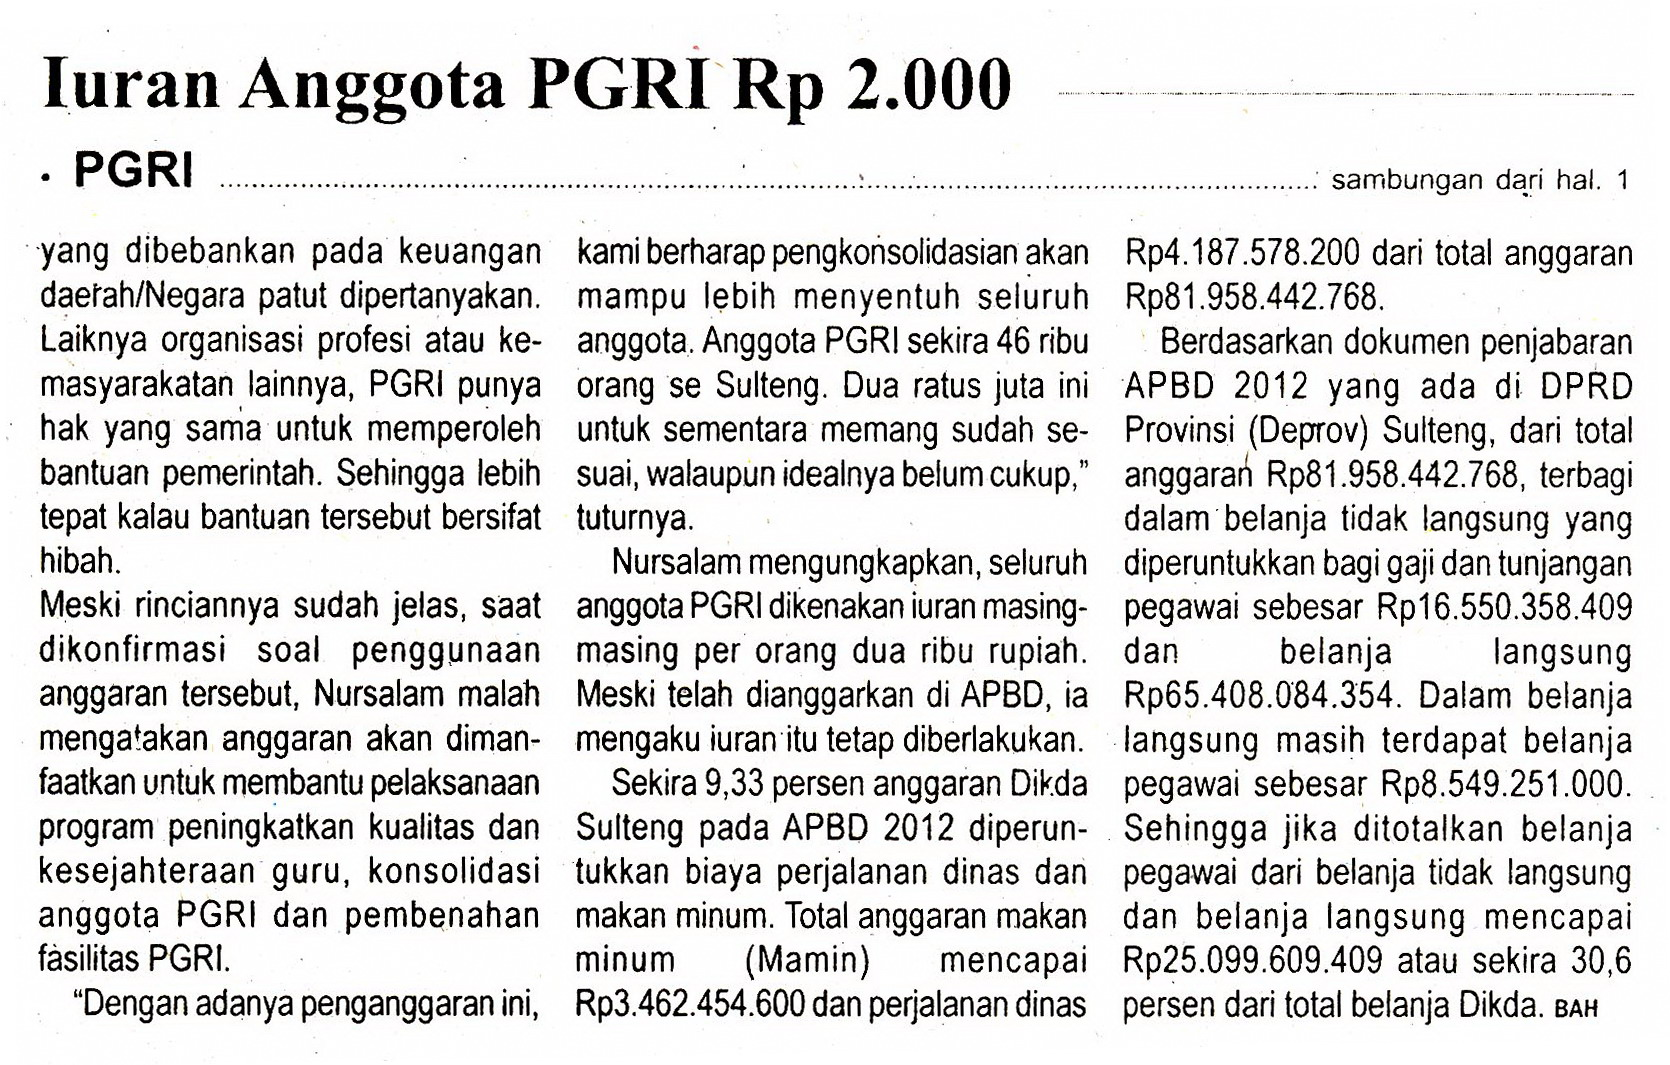 Iuran Anggota PGRI Rp 2.000
• PGRI ................ sambungan dari hal. 1
yang dibebankan pada keuangan
daerah/Negara patut dipertanyakan.
Laiknya organisasi profesi atau ke-
masyarakatan lainnya, PGRI punya
hak yang sama untuk memperoleh
bantuan pemerintah. Sehingga lebih
tepat kalau bantuan tersebut bersifat
hibah.
Meski rinciannya sudah jelas, saat
dikonfirmasi soal penggunaan
anggaran tersebut, Nursalam malah
mengatakan anggaran akan diman-
faatkan untuk membantu pelaksanaan
program peningkatkan kualitas dan
kesejahteraan guru, konsolidasi
anggota PGRI dan pembenahan
fasilitas PGRI.
“Dengan adanya penganggaran ini,
kami berharap pengkonsolidasian akan
mampu lebih menyentuh seluruh
anggota. Anggota PGRI sekira 46 ribu
orang se Sulteng. Dua ratus juta ini
untuk sementara memang sudah se-
suai, walaupun idealnya belum cukup,”
tuturnya.
Nursalam mengungkapkan, seluruh
anggota PGRI dikenakan iuran masing-
masing per orang dua ribu rupiah.
Meski telah dianggarkan di APBD, ia
mengaku iuran itu tetap diberlakukan.
Sekira 9,33 persen anggaran Dikda
Sulteng pada APBD 2012 diperun-
tukkan biaya perjalanan dinas dan
makan minum. Total anggaran makan
minum (Mamin) mencapai
Rp3.462.454.600 dan perjalanan dinas
Rp4.187.578.200 dari total anggaran
Rp81.958.442.768.
Berdasarkan dokumen penjabaran
APBD 2012 yang ada di DPRD
Provinsi (Deprov) Sulteng, dari total
anggaran Rp81.958.442.768, terbagi
dalam belanja tidak langsung yang
diperuntukkan bagi gaji dan tunjangan
pegawai sebesar Rp16.550.358.409
dan belanja langsung
Rp65.408.084.354. Dalam belanja
langsung masih terdapat belanja
pegawai sebesar Rp8.549.251.000.
Sehingga jika ditotalkan belanja
pegawai dari belanja tidak langsung
dan belanja langsung mencapai
Rp25.099.609.409 atau sekira 30,6
persen dari total belanja Dikda. BAH